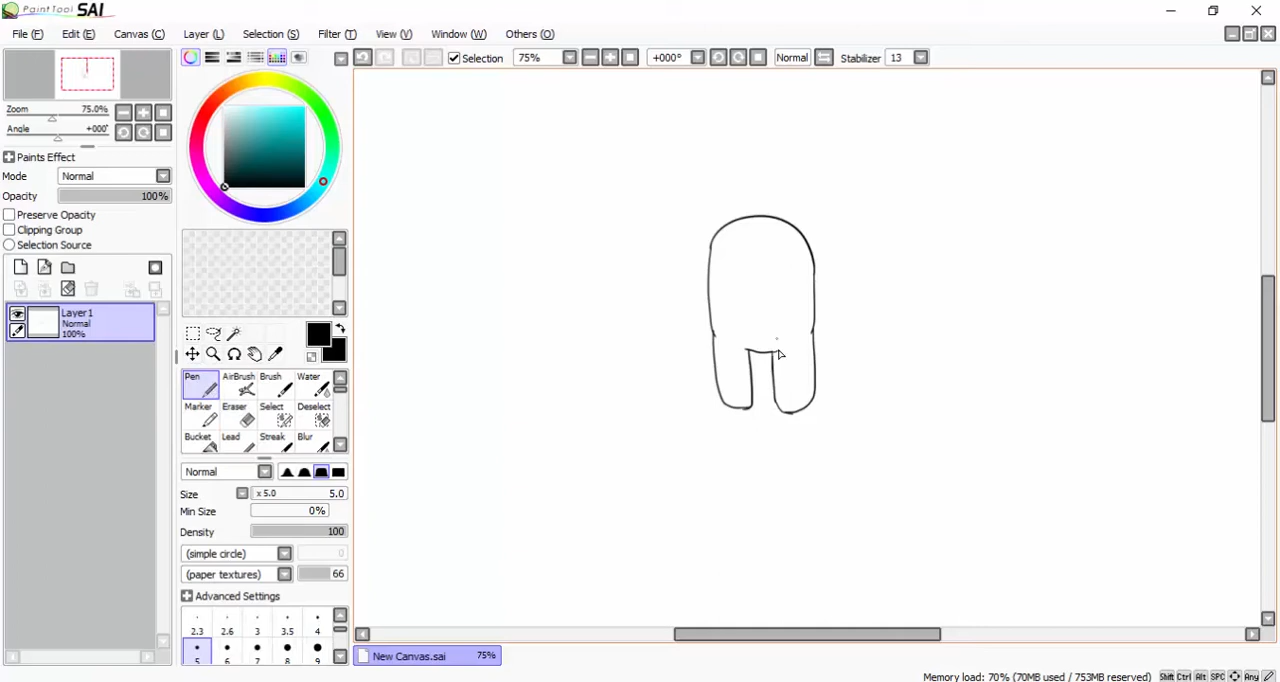 PaintTool SAI
File (F) Edit (E) Canvas (C) Layer (L) Selection (S) Filter (T) View (V) Window (W) Others (O)
Selection 75% +000° Normal Stabilizer 13
Zoom 75.0%
Angle +000°
Paints Effect
Mode Normal
Opacity 100%
Preserve Opacity
Clipping Group
Selection Source
Layer1
Normal
100%
Pen AirBrush Brush Water
Marker Eraser Select Deselect
Bucket Lead Streak Blur
Normal
Size x 5.0 5.0
Min Size 0%
Density 100
(simple circle) 0
(paper textures) 66
Advanced Settings
2.3 2.6 3 3.5 4
5 6 7 8 9
New Canvas.sai 75%
Memory load: 70% (70MB used / 753MB reserved) Shift Ctrl Alt SPC Any